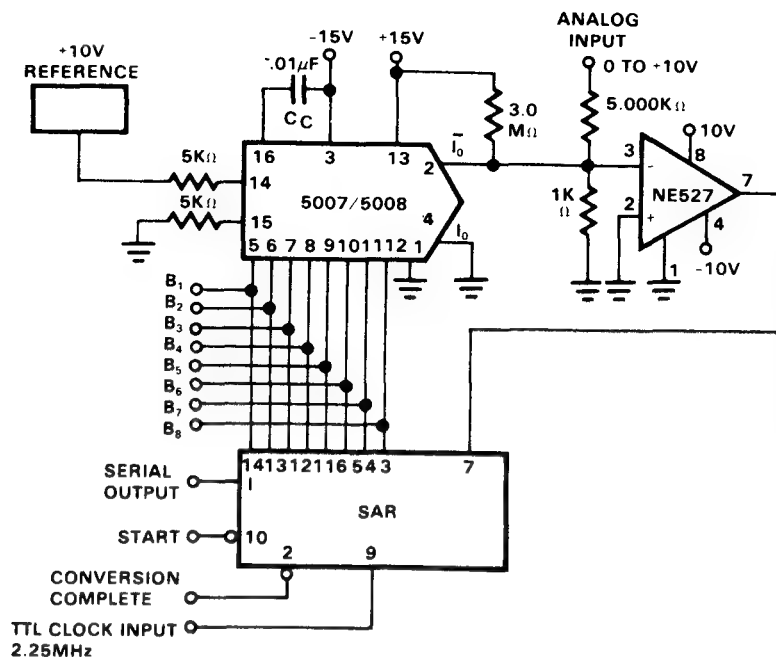 +10V
REFERENCE
-15V
+15V
.01μF
CC
ANALOG
INPUT
0 TO +10V
5.000KΩ
3.0
MΩ
5KΩ
5KΩ
16
3
13
2
14
15
5007/5008
4
I̅o
Io
5 6 7 8 9 10 11 12 1
3
-
2
+
1KΩ
10V
8
NE527
7
4
-10V
1
B1
B2
B3
B4
B5
B6
B7
B8
14 13 12 11 16 5 4 3
7
SERIAL
OUTPUT
1
SAR
START
10
2
9
CONVERSION
COMPLETE
TTL CLOCK INPUT
2.25MHz